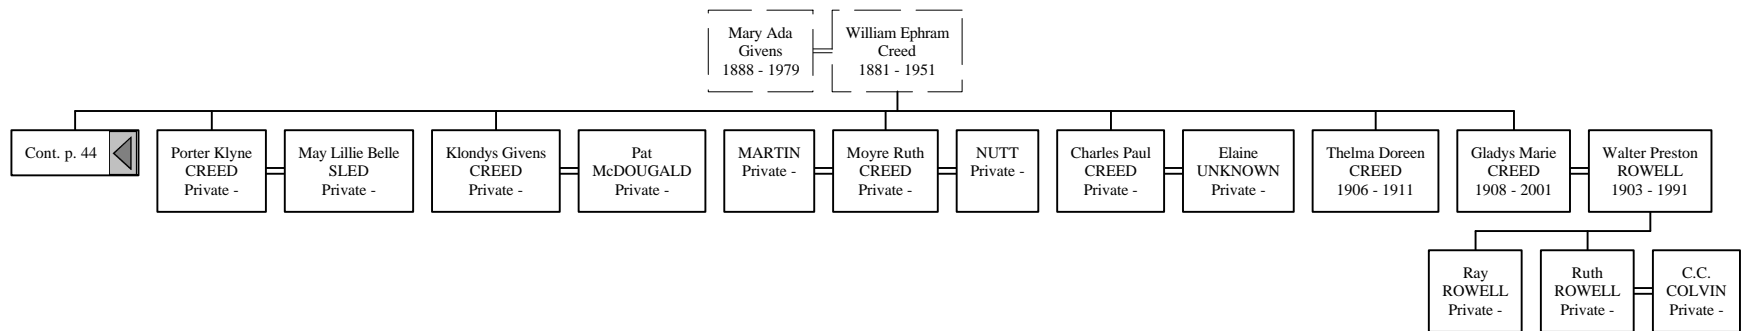 Mary Ada
Givens
1888 - 1979
William Ephram
Creed
1881 - 1951
Cont. p. 44
Porter Klyne
CREED
Private -
May Lillie Belle
SLED
Private -
Klondys Givens
CREED
Private -
Pat
McDOUGALD
Private -
MARTIN
Private -
Moyre Ruth
CREED
Private -
NUTT
Private -
Charles Paul
CREED
Private -
Elaine
UNKNOWN
Private -
Thelma Doreen
CREED
1906 - 1911
Gladys Marie
CREED
1908 - 2001
Walter Preston
ROWELL
1903 - 1991
Ray
ROWELL
Private -
Ruth
ROWELL
Private -
C.C.
COLVIN
Private -